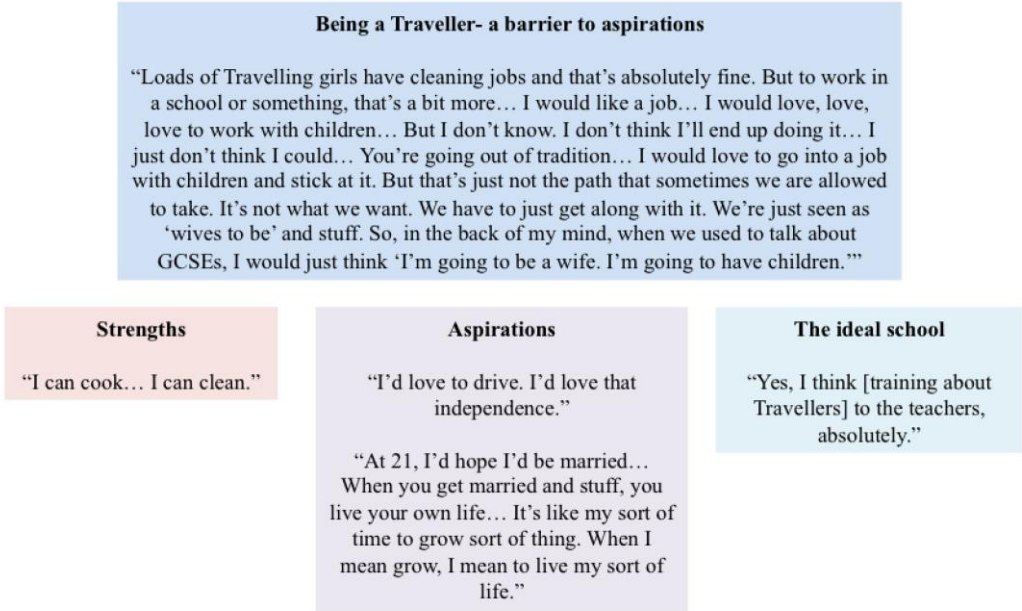 Being a Traveller- a barrier to aspirations
“Loads of Travelling girls have cleaning jobs and that’s absolutely fine. But to work in
a school or something, that’s a bit more… I would like a job… I would love, love,
love to work with children… But I don’t know. I don’t think I’ll end up doing it… I
just don’t think I could… You’re going out of tradition… I would love to go into a job
with children and stick at it. But that’s just not the path that sometimes we are allowed
to take. It’s not what we want. We have to just get along with it. We’re just seen as
‘wives to be’ and stuff. So, in the back of my mind, when we used to talk about
GCSEs, I would just think ‘I’m going to be a wife. I’m going to have children.’”
Strengths
“I can cook… I can clean.”
Aspirations
“I’d love to drive. I’d love that
independence.”
“At 21, I’d hope I’d be married…
When you get married and stuff, you
live your own life… It’s like my sort of
time to grow sort of thing. When I
mean grow, I mean to live my sort of
life.”
The ideal school
“Yes, I think [training about
Travellers] to the teachers,
absolutely.”